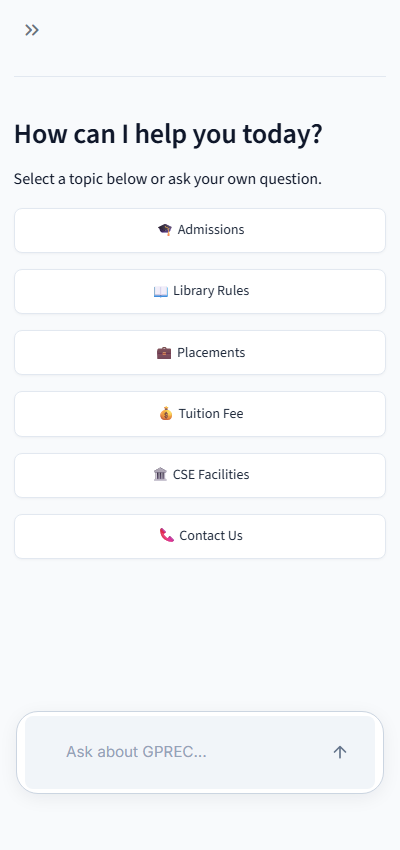 How can I help you today?
Select a topic below or ask your own question.
🎓 Admissions
📖 Library Rules
💼 Placements
💰 Tuition Fee
🏛️ CSE Facilities
📞 Contact Us
Ask about GPREC...